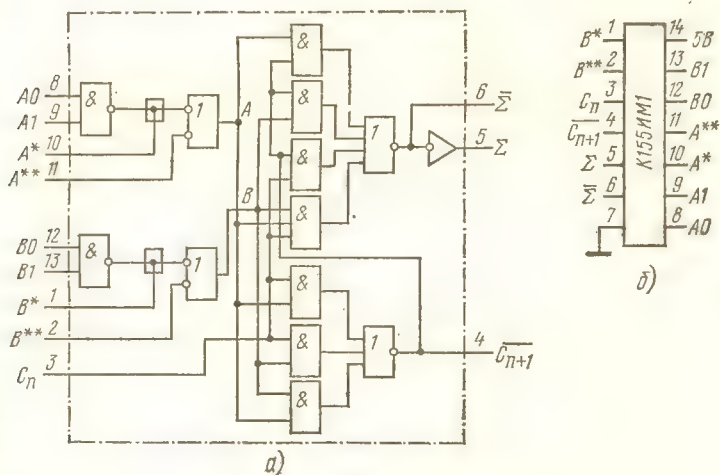 A0 8
A1 9
A* 10
A** 11
B0 12
B1 13
B* 1
B** 2
Cn 3
&
1
A
&
1
B
&
&
&
&
&
&
&
1
1
6 Σ̅
5 Σ
4 C̅n+1
а)
B* 1
B** 2
Cn 3
C̅n+1 4
Σ 5
Σ̅ 6
7
К155ИМ1
14 5В
13 B1
12 B0
11 A**
10 A*
9 A1
8 A0
б)